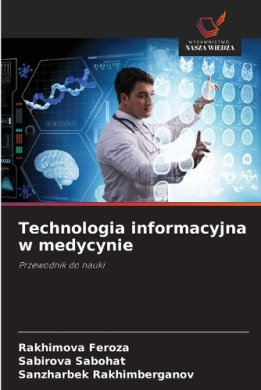 WYDAWNICTWO
NASZA WIEDZA
Technologia informacyjna
w medycynie
Przewodnik do nauki
Rakhimova Feroza
Sabirova Sabohat
Sanzharbek Rakhimberganov